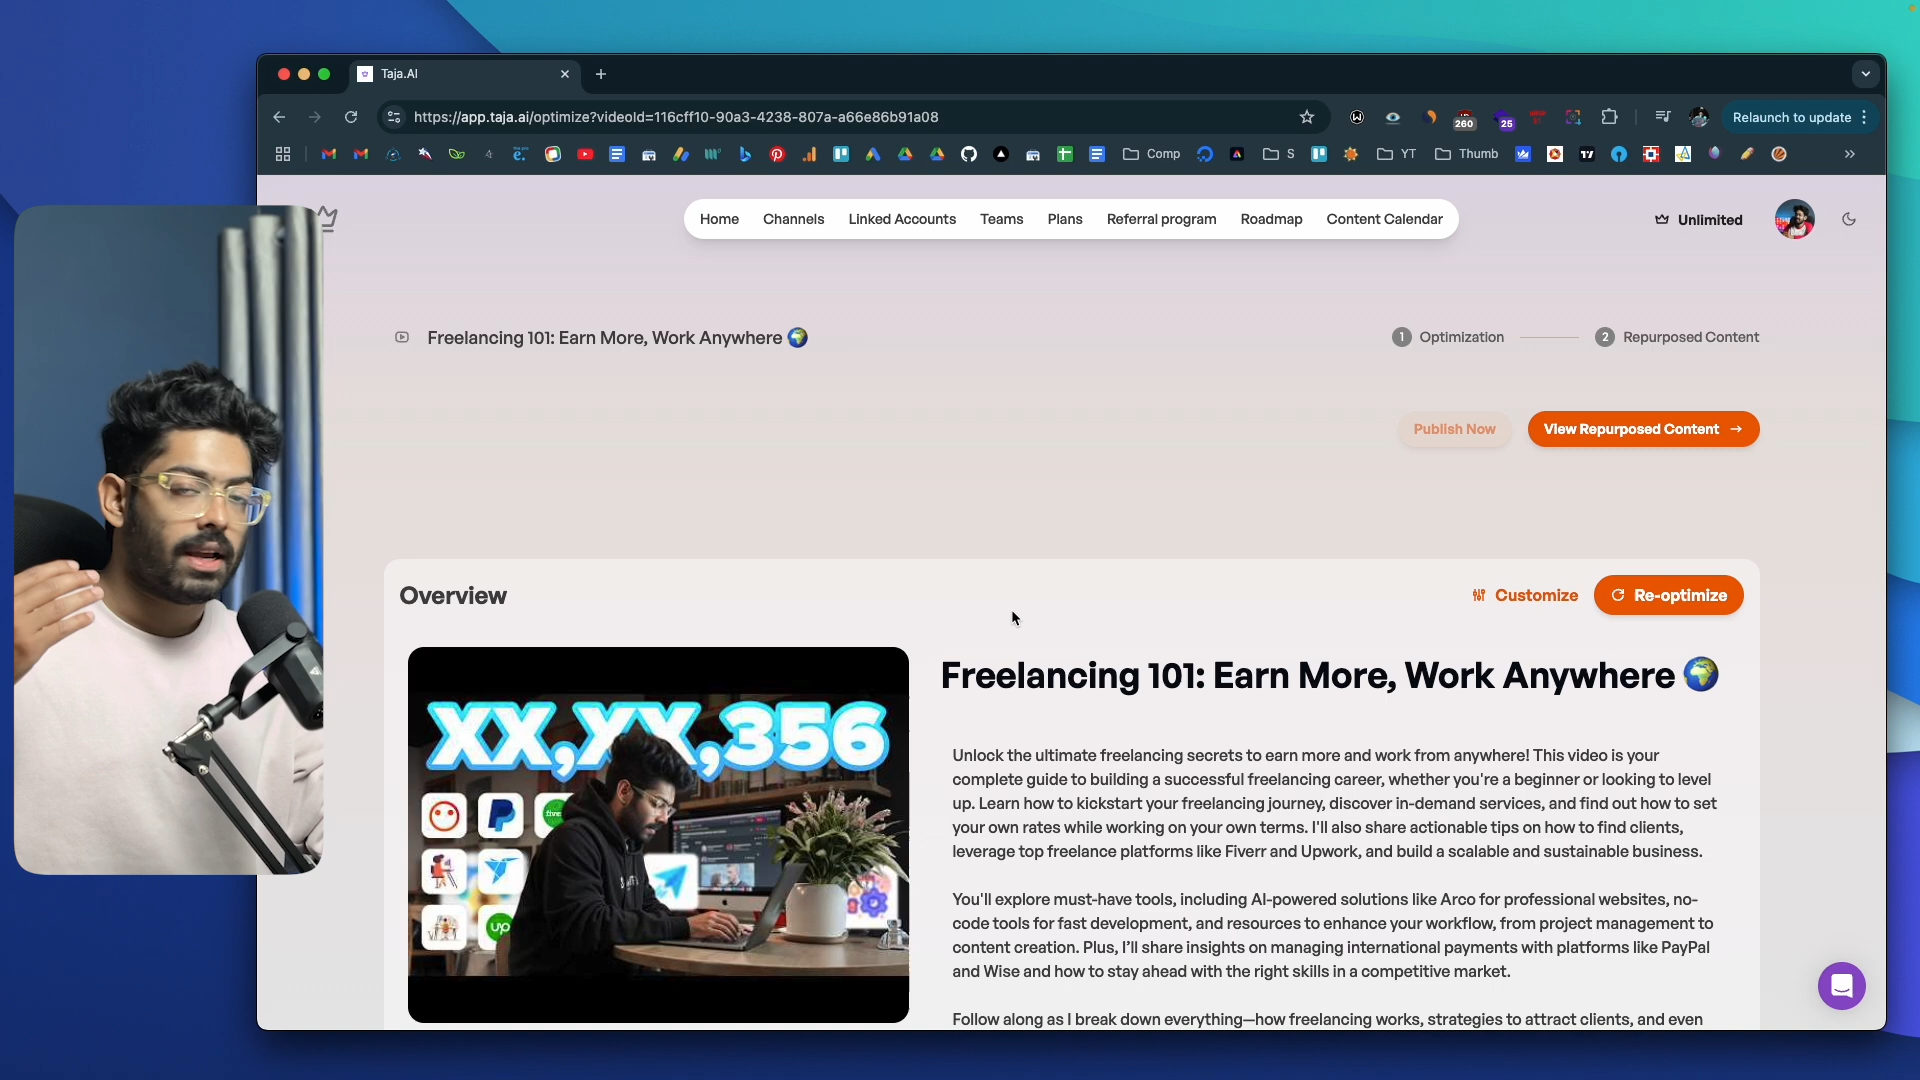 Taja.AI
https://app.taja.ai/optimize?videoId=116cff10-90a3-4238-807a-a66e86b91a08
260
25
Relaunch to update
Comp
S
YT
Thumb
Home
Channels
Linked Accounts
Teams
Plans
Referral program
Roadmap
Content Calendar
Unlimited
Freelancing 101: Earn More, Work Anywhere
1 Optimization
2 Repurposed Content
Publish Now
View Repurposed Content →
Overview
Customize
Re-optimize
XX,XX,356
five
up
Freelancing 101: Earn More, Work Anywhere
Unlock the ultimate freelancing secrets to earn more and work from anywhere! This video is your
complete guide to building a successful freelancing career, whether you're a beginner or looking to level
up. Learn how to kickstart your freelancing journey, discover in-demand services, and find out how to set
your own rates while working on your own terms. I'll also share actionable tips on how to find clients,
leverage top freelance platforms like Fiverr and Upwork, and build a scalable and sustainable business.
You'll explore must-have tools, including AI-powered solutions like Arco for professional websites, no-
code tools for fast development, and resources to enhance your workflow, from project management to
content creation. Plus, I'll share insights on managing international payments with platforms like PayPal
and Wise and how to stay ahead with the right skills in a competitive market.
Follow along as I break down everything—how freelancing works, strategies to attract clients, and even